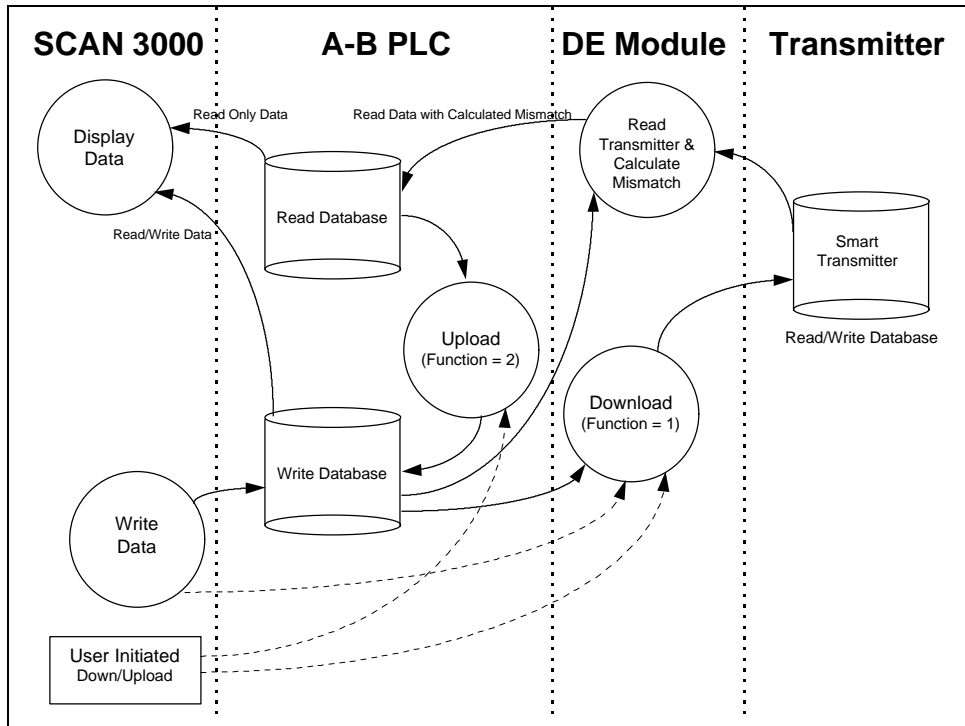 SCAN 3000
A-B PLC
DE Module
Transmitter
Display
Data
Read Only Data
Read Data with Calculated Mismatch
Read
Transmitter &
Calculate
Mismatch
Read Database
Read/Write Data
Smart
Transmitter
Read/Write Database
Upload
(Function = 2)
Download
(Function = 1)
Write Database
Write
Data
User Initiated
Down/Upload